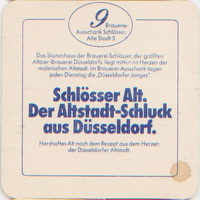 9 Brauerei-
Ausschank Schlösser,
Alte Stadt 5
Das Stammhaus der Brauerei Schlösser, der größten
Altbier-Brauerei Düsseldorfs, liegt mitten im Herzen der
malerischen Altstadt. Im Brauerei-Ausschank tagen
jeden Dienstag die „Düsseldorfer Jonges".
Schlösser Alt.
Der Altstadt-Schluck
aus Düsseldorf.
Herzhaftes Alt nach dem Rezept aus dem Herzen
der Düsseldorfer Altstadt.